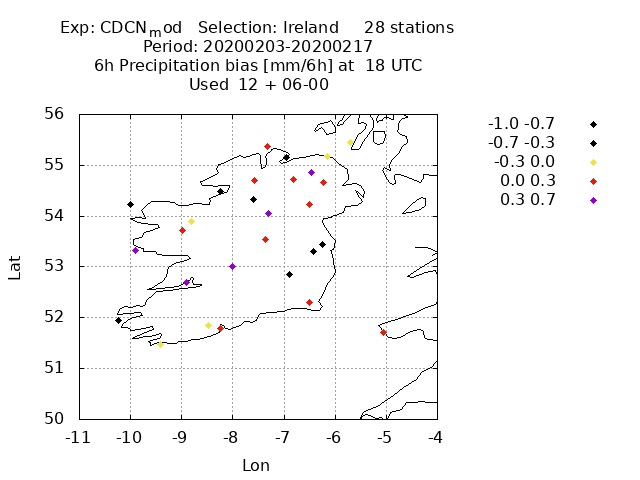 Exp: CDCNmod   Selection: Ireland     28 stations
Period: 20200203-20200217
6h Precipitation bias [mm/6h] at  18 UTC
Used  12 + 06-00
-1.0 -0.7
-0.7 -0.3
-0.3 0.0
0.0 0.3
0.3 0.7
56
55
54
53
52
51
50
Lat
-11 -10 -9 -8 -7 -6 -5 -4
Lon